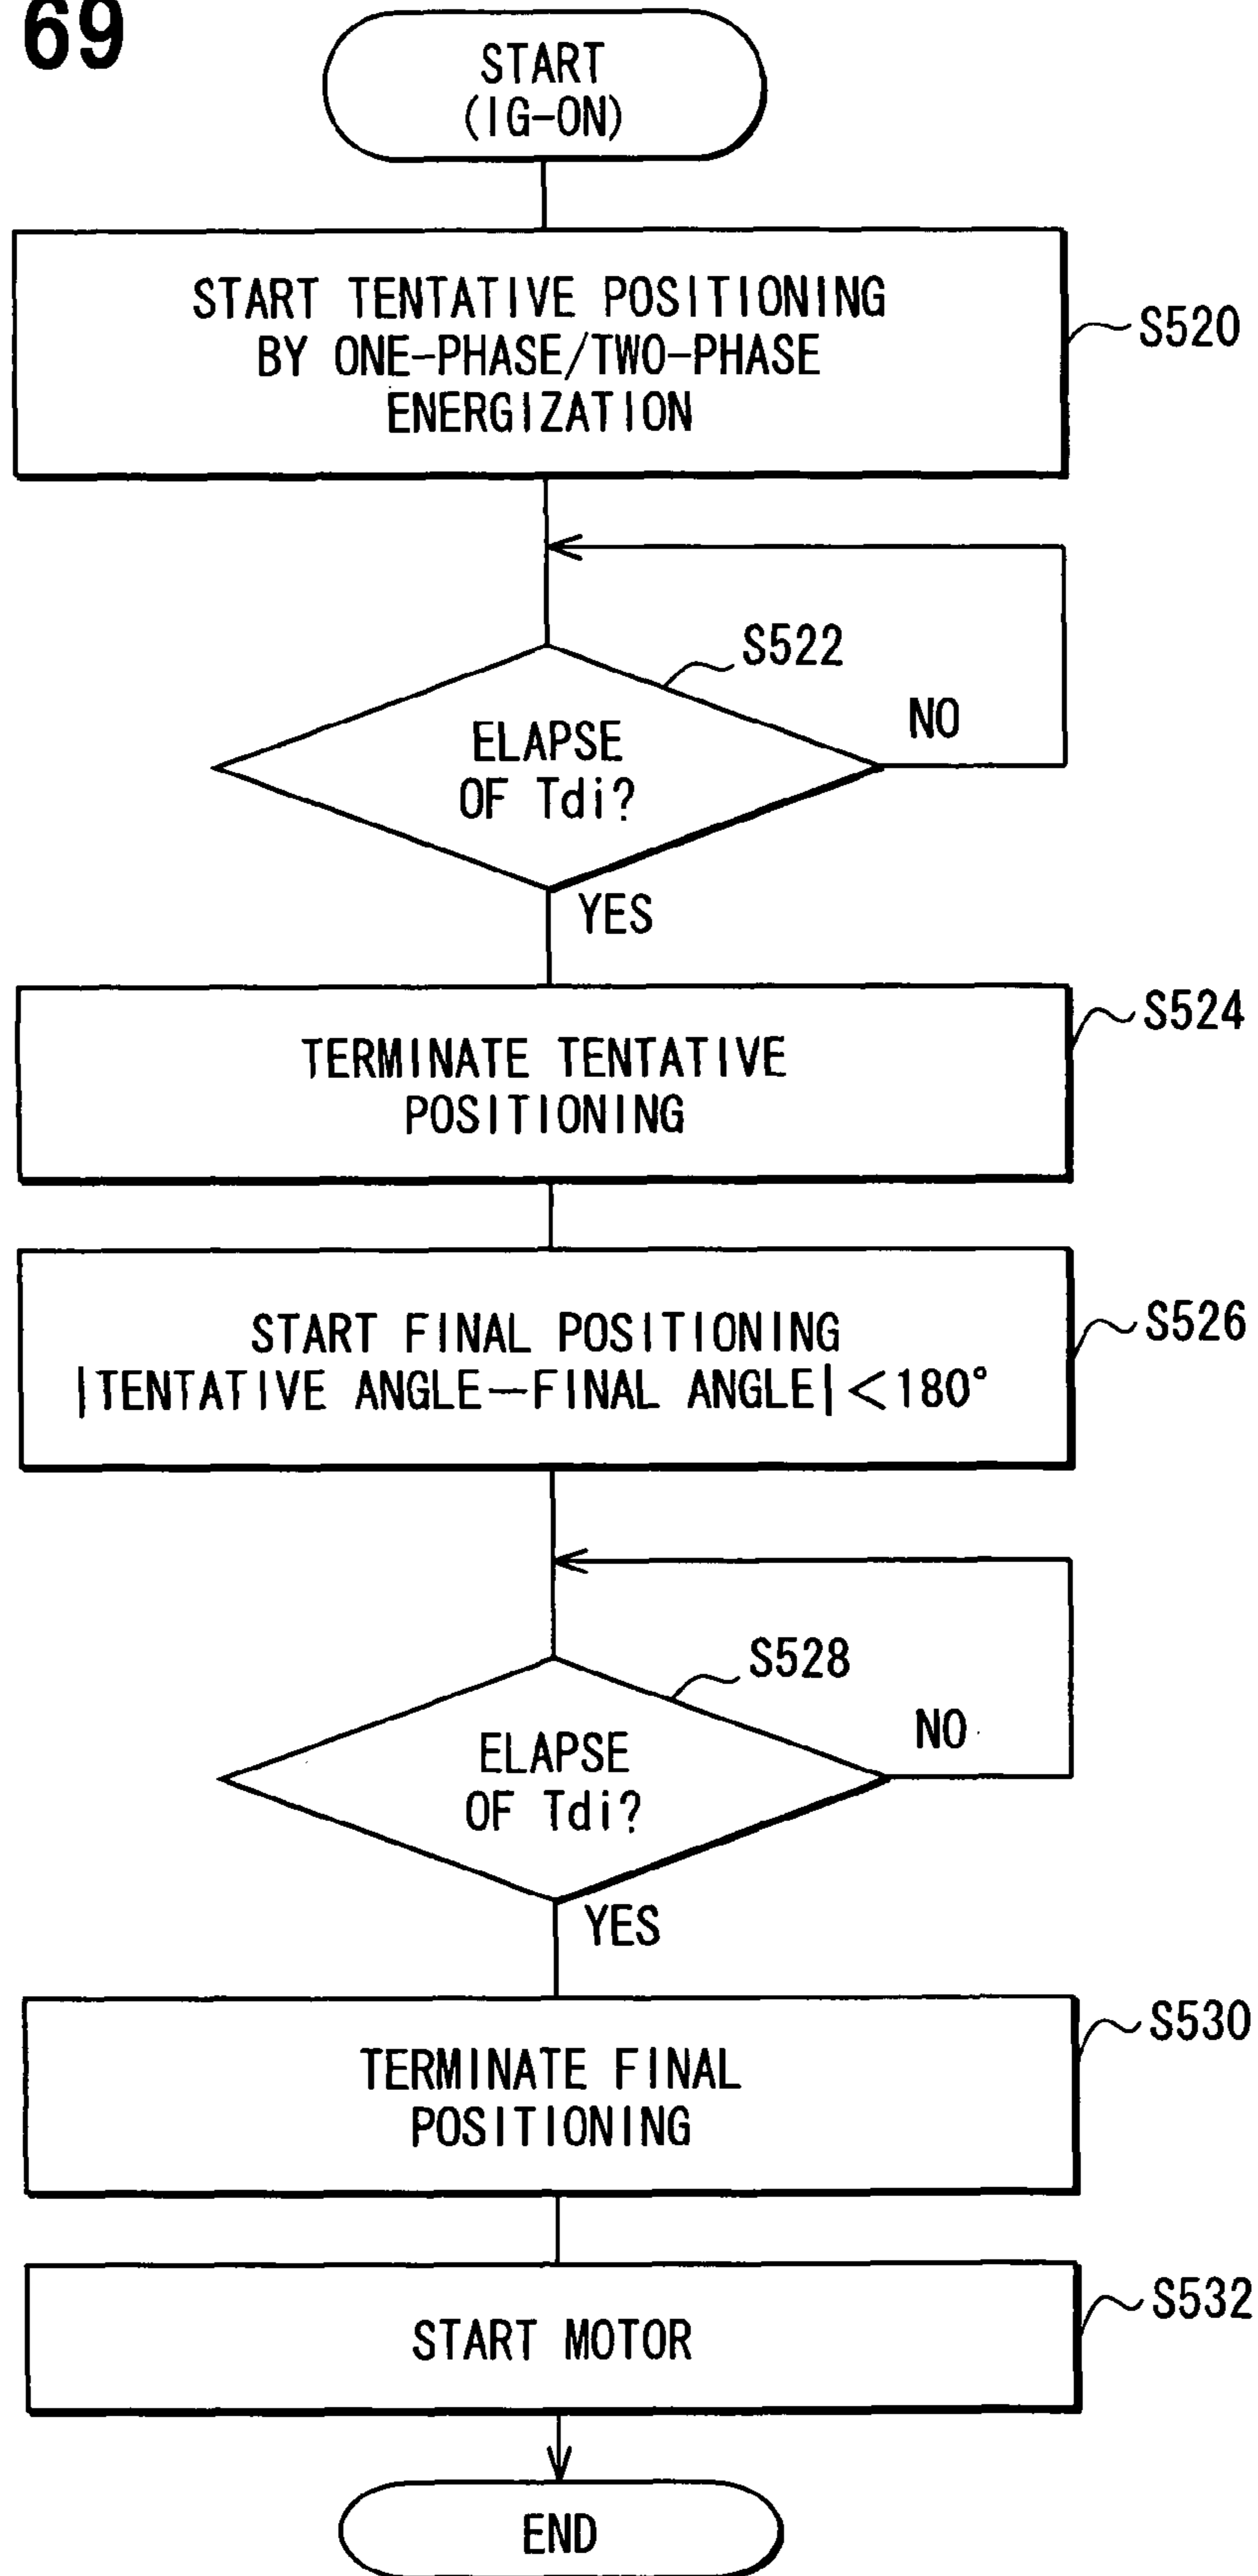 69
START
(IG-ON)
START TENTATIVE POSITIONING
BY ONE-PHASE/TWO-PHASE
ENERGIZATION
S520
S522
ELAPSE
OF Tdi?
NO
YES
S524
TERMINATE TENTATIVE
POSITIONING
START FINAL POSITIONING
|TENTATIVE ANGLE—FINAL ANGLE|<180°
S526
S528
ELAPSE
OF Tdi?
NO
YES
S530
TERMINATE FINAL
POSITIONING
S532
START MOTOR
END